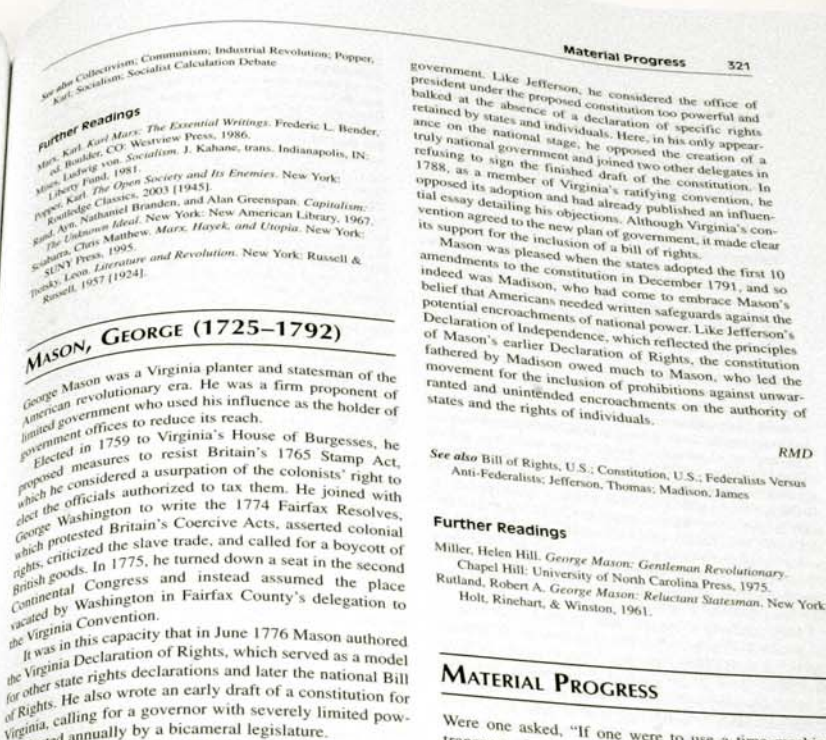 Material Progress 321
See also Collectivism; Communism; Industrial Revolution; Popper,
Karl; Socialism; Socialist Calculation Debate
Further Readings
Marx, Karl. Karl Marx: The Essential Writings. Frederic L. Bender,
ed. Boulder, CO: Westview Press, 1986.
Mises, Ludwig von. Socialism. J. Kahane, trans. Indianapolis, IN:
Liberty Fund, 1981.
Popper, Karl. The Open Society and Its Enemies. New York:
Routledge Classics, 2003 [1945].
Rand, Ayn, Nathaniel Branden, and Alan Greenspan. Capitalism:
The Unknown Ideal. New York: New American Library, 1967.
Sciabarra, Chris Matthew. Marx, Hayek, and Utopia. New York:
SUNY Press, 1995.
Trotsky, Leon. Literature and Revolution. New York: Russell &
Russell, 1957 [1924].
MASON, GEORGE (1725–1792)
George Mason was a Virginia planter and statesman of the
American revolutionary era. He was a firm proponent of
limited government who used his influence as the holder of
government offices to reduce its reach.
Elected in 1759 to Virginia's House of Burgesses, he
proposed measures to resist Britain's 1765 Stamp Act,
which he considered a usurpation of the colonists' right to
elect the officials authorized to tax them. He joined with
George Washington to write the 1774 Fairfax Resolves,
which protested Britain's Coercive Acts, asserted colonial
rights, criticized the slave trade, and called for a boycott of
British goods. In 1775, he turned down a seat in the second
Continental Congress and instead assumed the place
vacated by Washington in Fairfax County's delegation to
the Virginia Convention.
It was in this capacity that in June 1776 Mason authored
the Virginia Declaration of Rights, which served as a model
for other state rights declarations and later the national Bill
of Rights. He also wrote an early draft of a constitution for
Virginia, calling for a governor with severely limited pow-
annually by a bicameral legislature.
government. Like Jefferson, he considered the office of
president under the proposed constitution too powerful and
balked at the absence of a declaration of specific rights
retained by states and individuals. Here, in his only appear-
ance on the national stage, he opposed the creation of a
truly national government and joined two other delegates in
refusing to sign the finished draft of the constitution. In
1788, as a member of Virginia's ratifying convention, he
opposed its adoption and had already published an influen-
tial essay detailing his objections. Although Virginia's con-
vention agreed to the new plan of government, it made clear
its support for the inclusion of a bill of rights.
Mason was pleased when the states adopted the first 10
amendments to the constitution in December 1791, and so
indeed was Madison, who had come to embrace Mason's
belief that Americans needed written safeguards against the
potential encroachments of national power. Like Jefferson's
Declaration of Independence, which reflected the principles
of Mason's earlier Declaration of Rights, the constitution
fathered by Madison owed much to Mason, who led the
movement for the inclusion of prohibitions against unwar-
ranted and unintended encroachments on the authority of
states and the rights of individuals.
RMD
See also Bill of Rights, U.S.; Constitution, U.S.; Federalists Versus
Anti-Federalists; Jefferson, Thomas; Madison, James
Further Readings
Miller, Helen Hill. George Mason: Gentleman Revolutionary.
Chapel Hill: University of North Carolina Press, 1975.
Rutland, Robert A. George Mason: Reluctant Statesman. New York
Holt, Rinehart, & Winston, 1961.
MATERIAL PROGRESS
Were one asked, "If one were to use a time